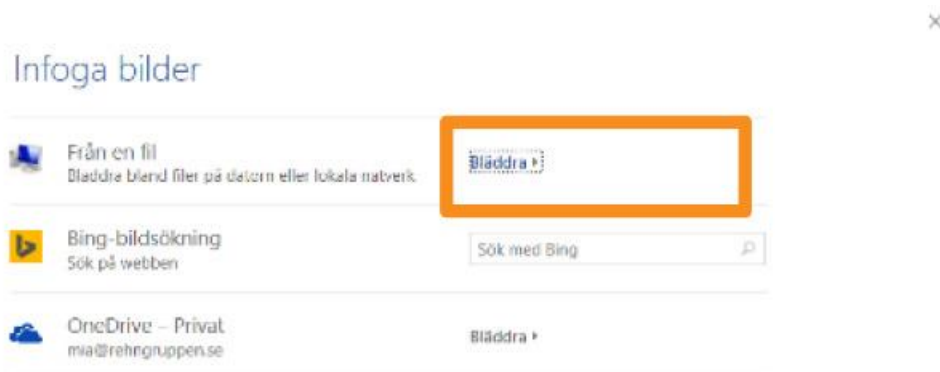 Infoga bilder
Från en fil
Bläddra bland filer på datorn eller lokala nätverk
Bläddra
Bing-bildsökning
Sök på webben
Sök med Bing
OneDrive – Privat
mia@rehngruppen.se
Bläddra